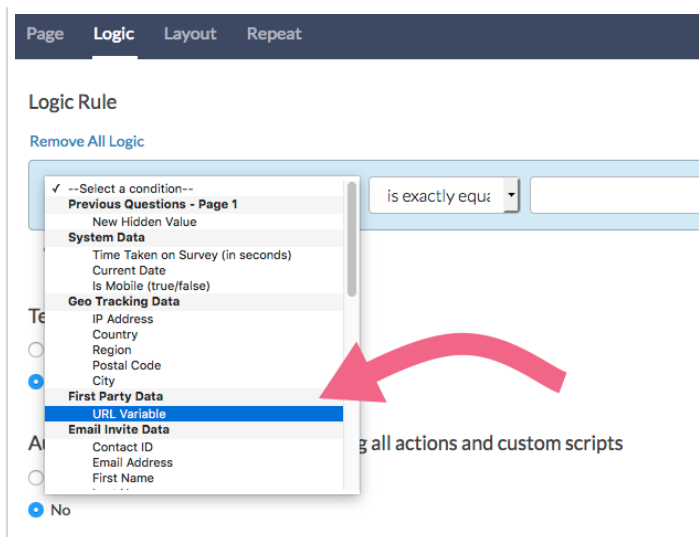 Page Logic Layout Repeat
Logic Rule
Remove All Logic
✓ --Select a condition-- is exactly equa
Previous Questions - Page 1
New Hidden Value
System Data
Time Taken on Survey (in seconds)
Current Date
Is Mobile (true/false)
Geo Tracking Data
IP Address
Te
Country
Region
Postal Code
City
First Party Data
URL Variable
Email Invite Data
Contact ID
g all actions and custom scripts
Email Address
First Name
No